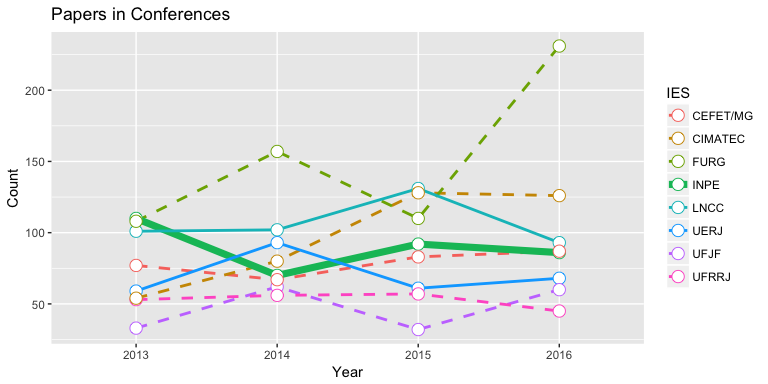 Papers in Conferences
Count
200
150
100
50
2013 2014 2015 2016
Year
IES
CEFET/MG
CIMATEC
FURG
INPE
LNCC
UERJ
UFJF
UFRRJ